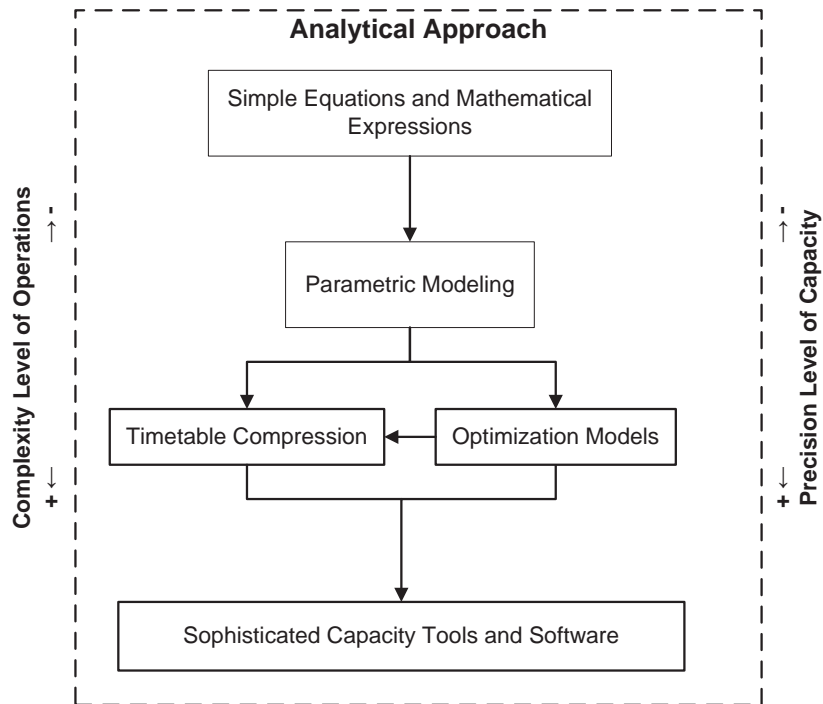 Analytical Approach
Simple Equations and Mathematical
Expressions
Parametric Modeling
Timetable Compression
Optimization Models
Sophisticated Capacity Tools and Software
Complexity Level of Operations
+ ← → -
Precision Level of Capacity
+ ← → -